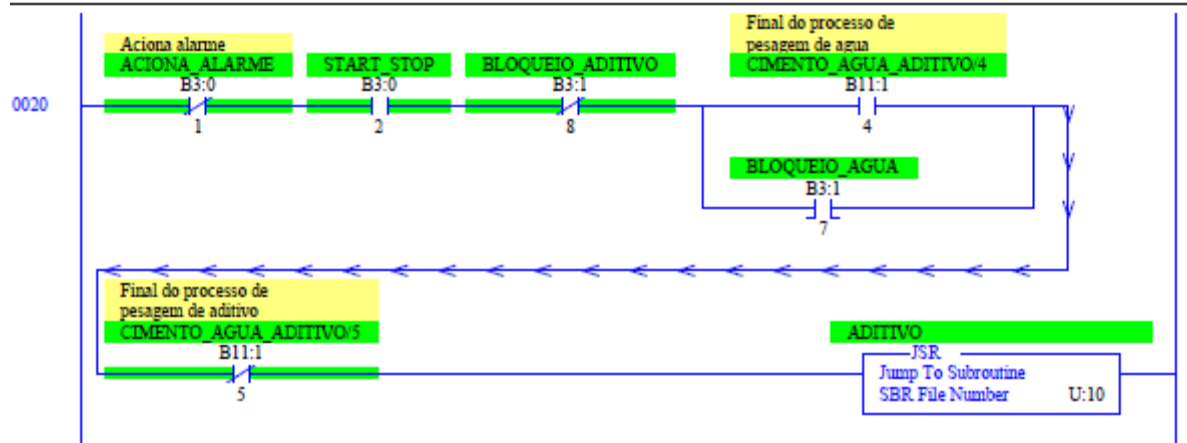 Final do processo de
pesagem de agua
Aciona alarme
ACIONA_ALARME START_STOP BLOQUEIO_ADITIVO CIMENTO_AGUA_ADITIVO/4
B3:0 B3:0 B3:1 B11:1
0020
1 2 8 4
BLOQUEIO_AGUA
B3:1
7
Final do processo de
pesagem de aditivo
CIMENTO_AGUA_ADITIVO/5 ADITIVO
B11:1 JSR
Jump To Subroutine
SBR File Number U:10
5